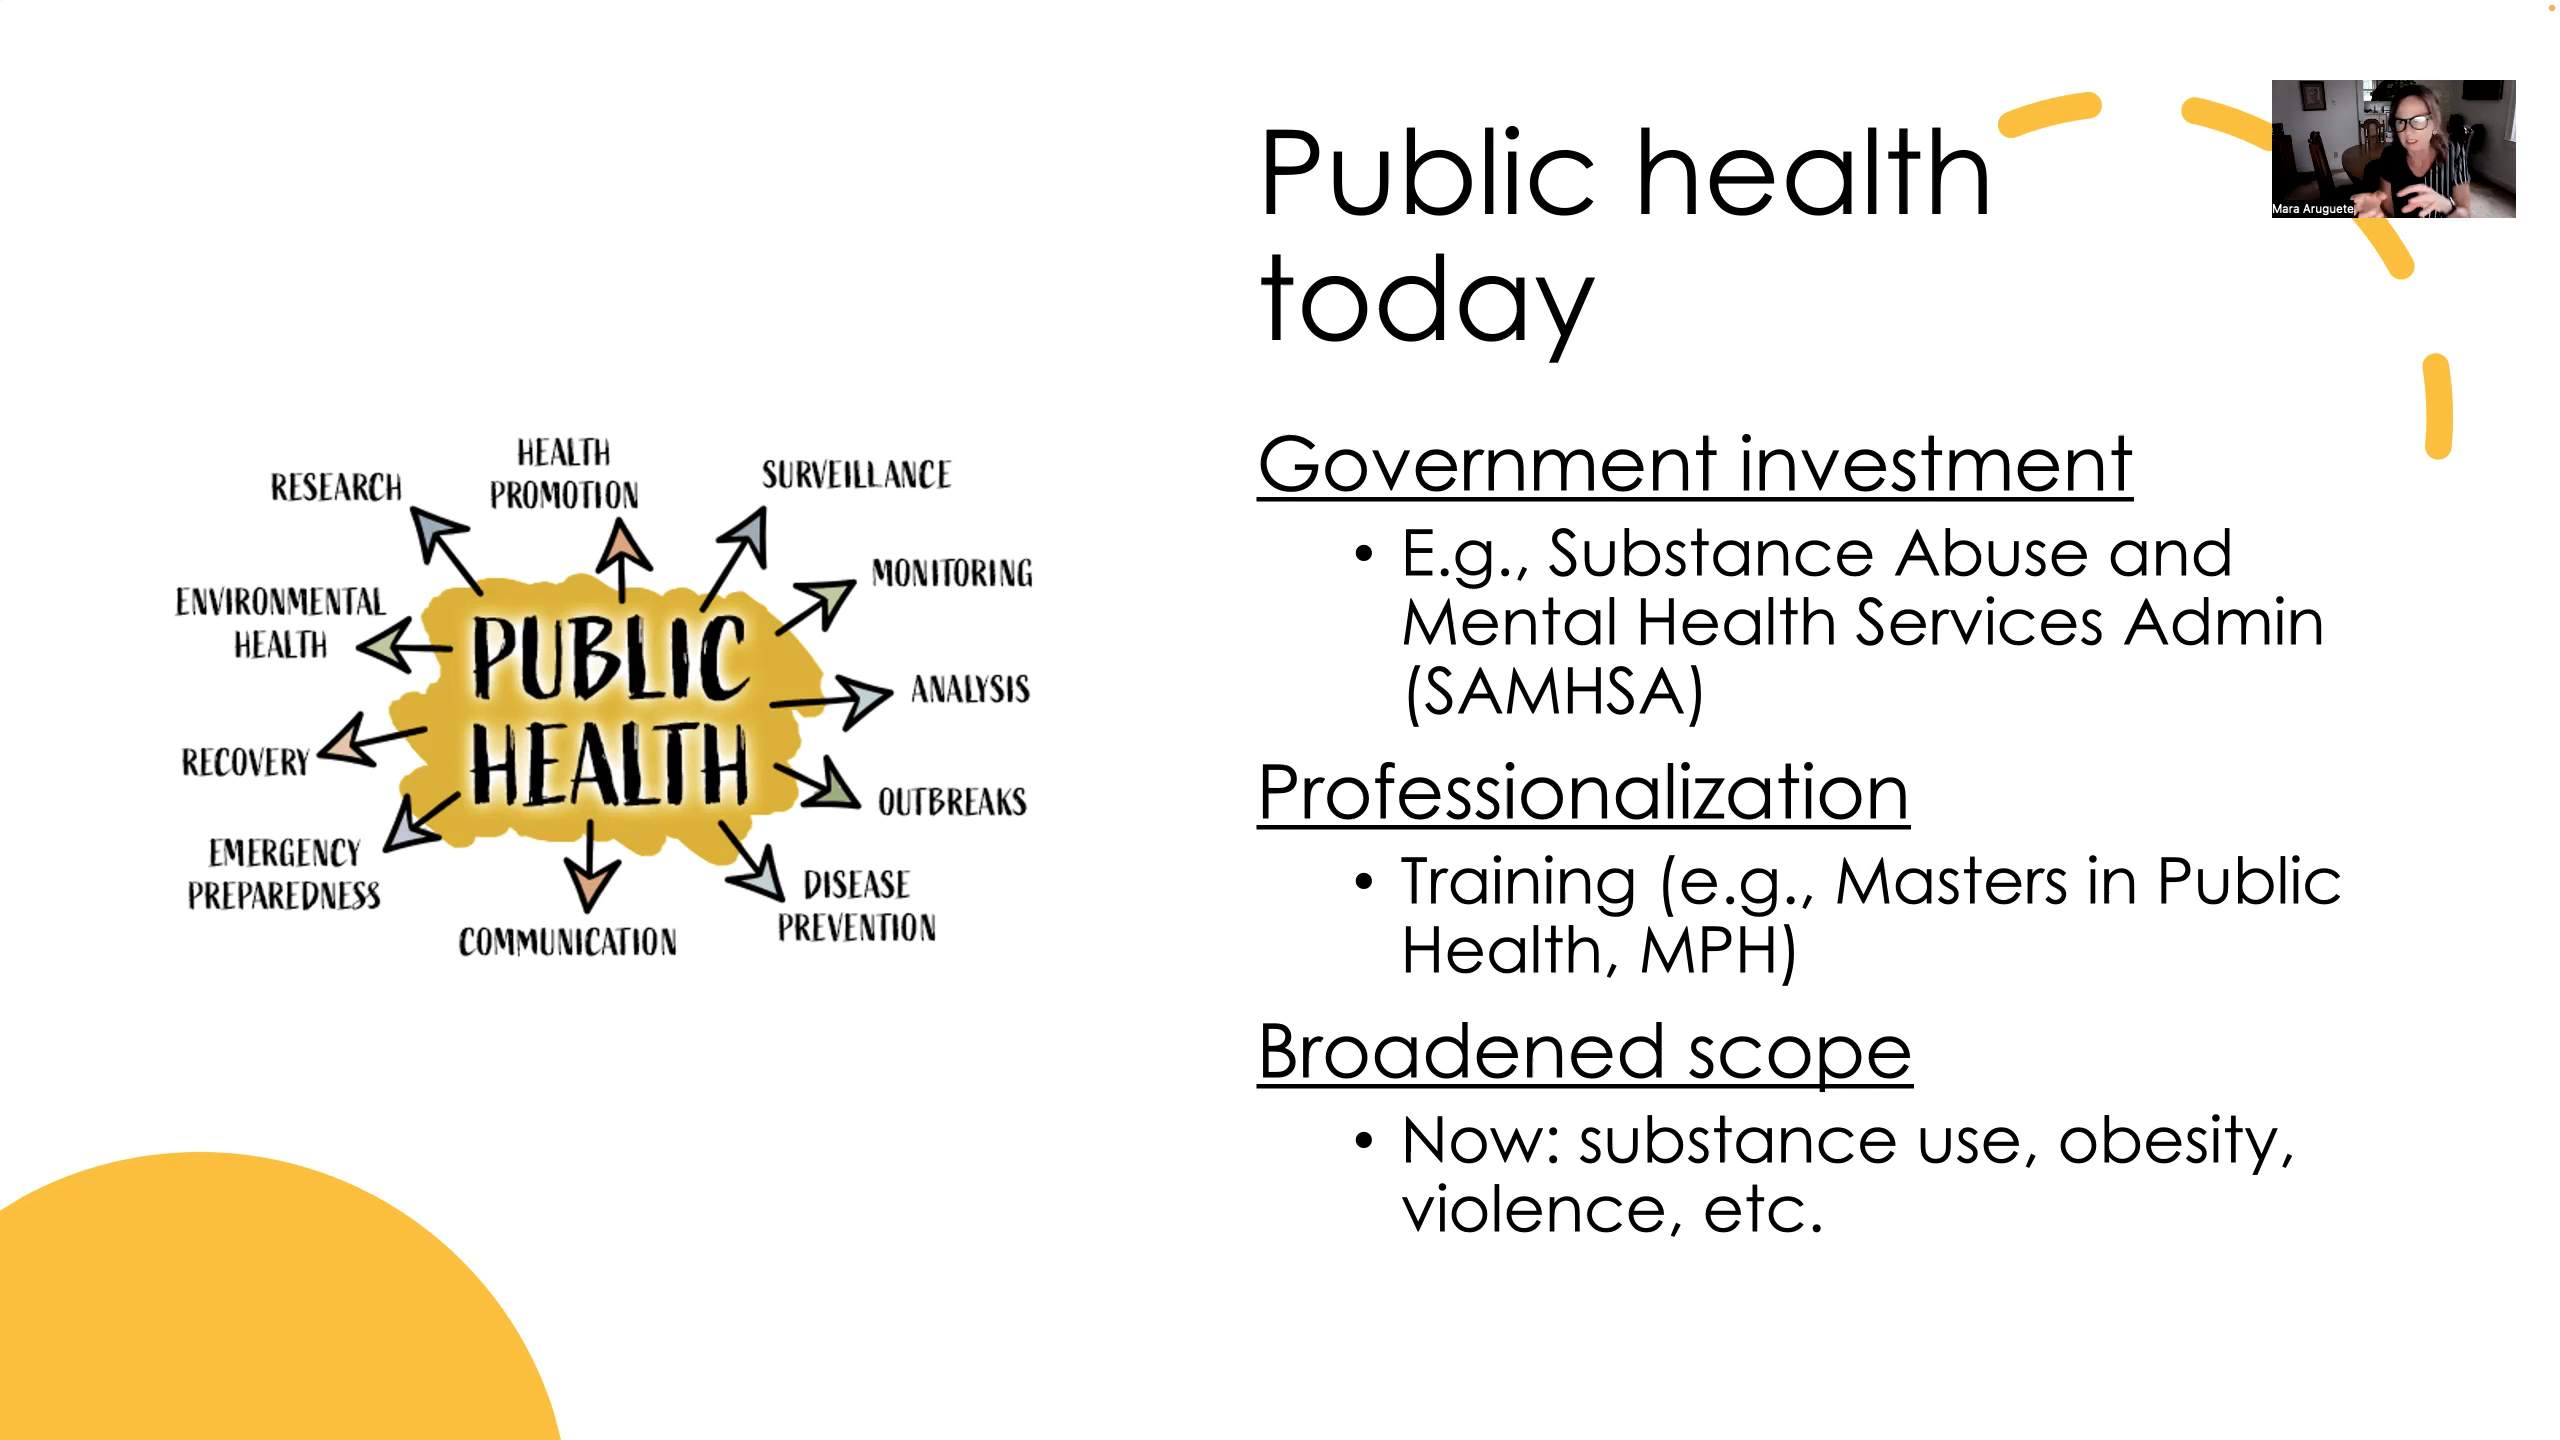 Public health
today
Mara Aruguete
Government investment
• E.g., Substance Abuse and
Mental Health Services Admin
(SAMHSA)
Professionalization
• Training (e.g., Masters in Public
Health, MPH)
Broadened scope
• Now: substance use, obesity,
violence, etc.
PUBLIC
HEALTH
RESEARCH
HEALTH
PROMOTION
SURVEILLANCE
MONITORING
ANALYSIS
OUTBREAKS
DISEASE
PREVENTION
COMMUNICATION
EMERGENCY
PREPAREDNESS
RECOVERY
ENVIRONMENTAL
HEALTH